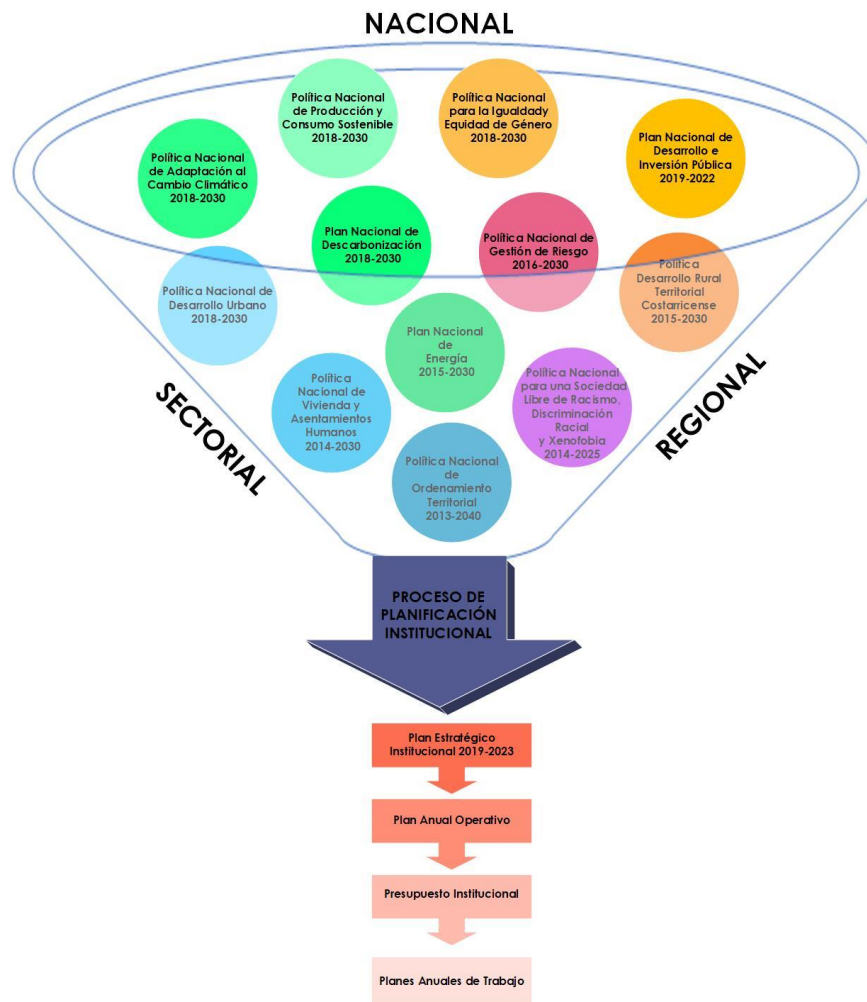 NACIONAL
Política Nacional
de Producción y
Consumo Sostenible
2018-2030
Política Nacional
para la Igualdady
Equidad de Género
2018-2030
Plan Nacional de
Desarrollo e
Inversión Pública
2019-2022
Política Nacional
de Adaptación al
Cambio Climático
2018-2030
Plan Nacional de
Descarbonización
2018-2030
Política Nacional de
Gestión de Riesgo
2016-2030
Política
Desarrollo Rural
Territorial
Costarricense
2015-2030
Política Nacional de
Desarrollo Urbano
2018-2030
Plan Nacional
de
Energía
2015-2030
Política
Nacional de
Vivienda y
Asentamientos
Humanos
2014-2030
Política Nacional
para una Sociedad
Libre de Racismo,
Discriminación
Racial
y Xenofobia
2014-2025
Política Nacional
de
Ordenamiento
Territorial
2013-2040
SECTORIAL
REGIONAL
PROCESO DE
PLANIFICACIÓN
INSTITUCIONAL
Plan Estratégico
Institucional 2019-2023
Plan Anual Operativo
Presupuesto Institucional
Planes Anuales de Trabajo